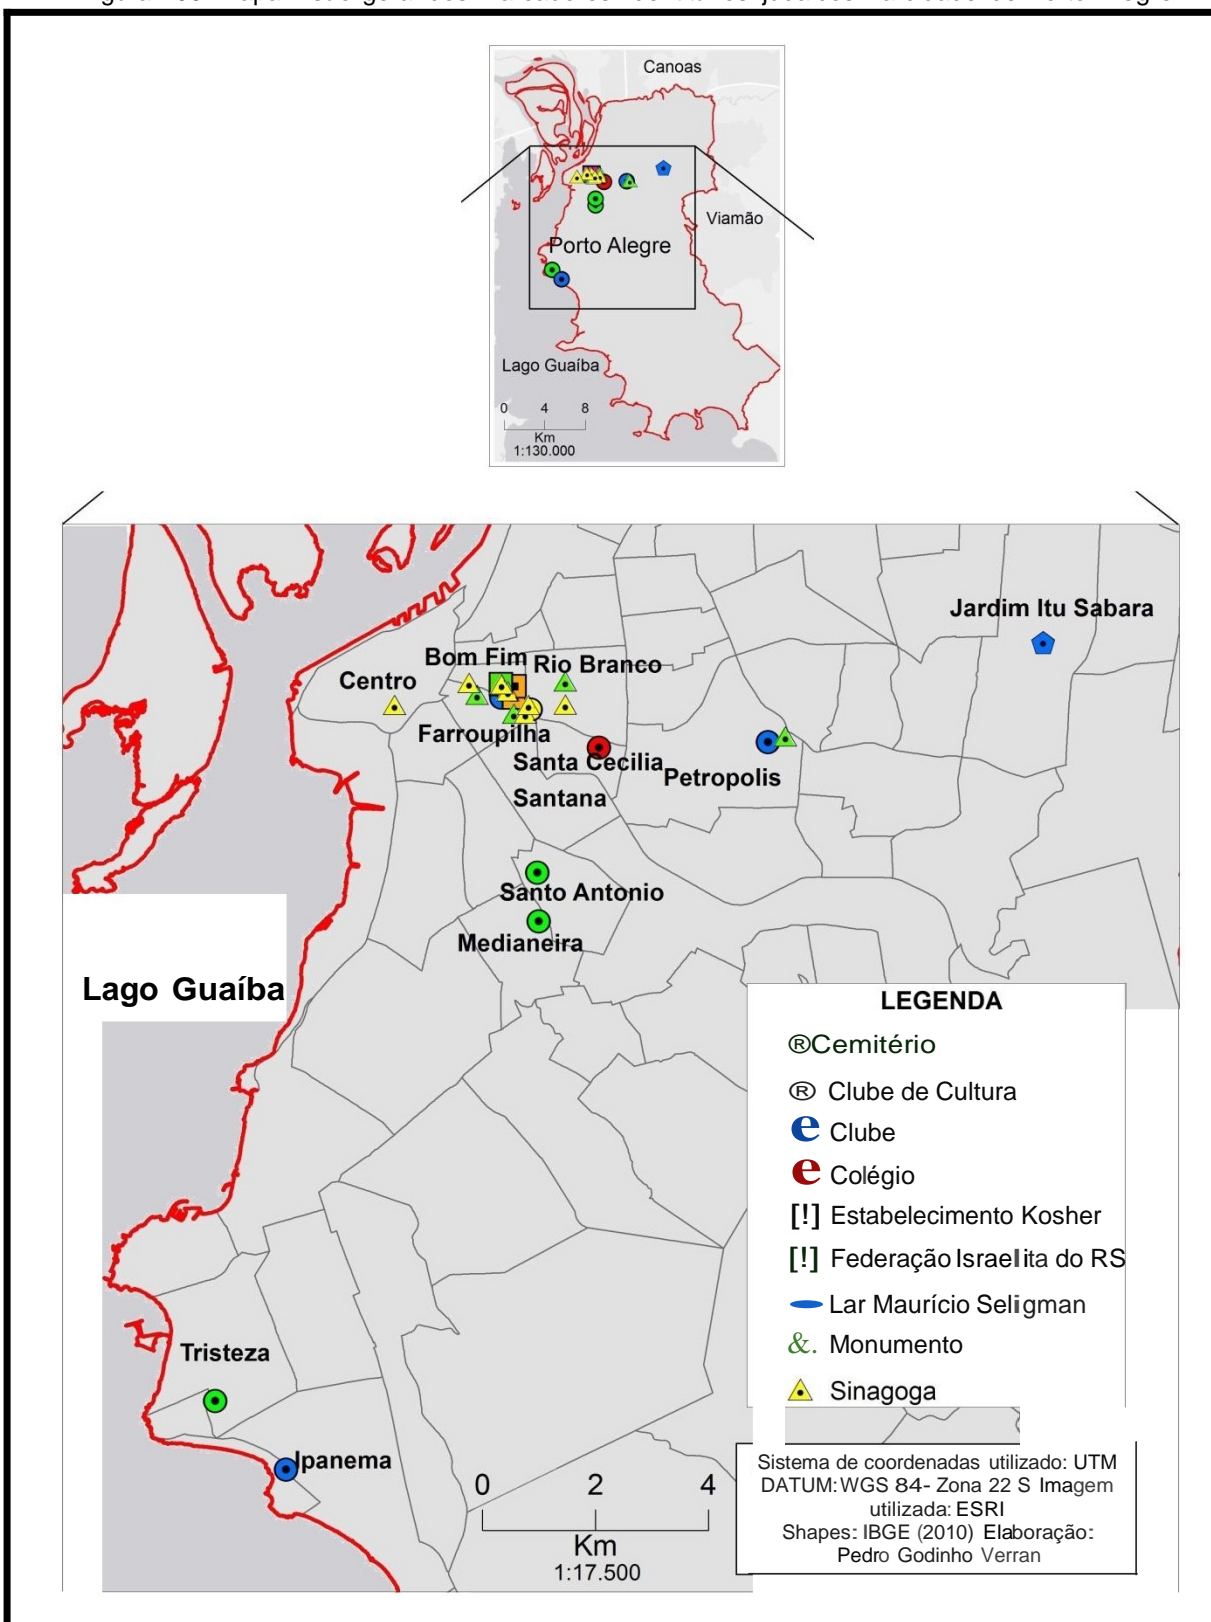 Canoas
Viamão
Porto Alegre
Lago Guaíba
0 4 8
Km
1:130.000
Jardim Itu Sabara
Bom Fim
Rio Branco
Centro
Farroupilha
Santa Cecilia
Petropolis
Santana
Santo Antonio
Medianeira
Lago Guaíba
LEGENDA
®Cemitério
® Clube de Cultura
e Clube
e Colégio
[!] Estabelecimento Kosher
[!] Federação Israelita do RS
Lar Maurício Seligman
&. Monumento
Sinagoga
Tristeza
Ipanema
0 2 4
Km
1:17.500
Sistema de coordenadas utilizado: UTM
DATUM:WGS 84- Zona 22 S Imagem
utilizada: ESRI
Shapes: IBGE (2010) Elaboração:
Pedro Godinho Verran